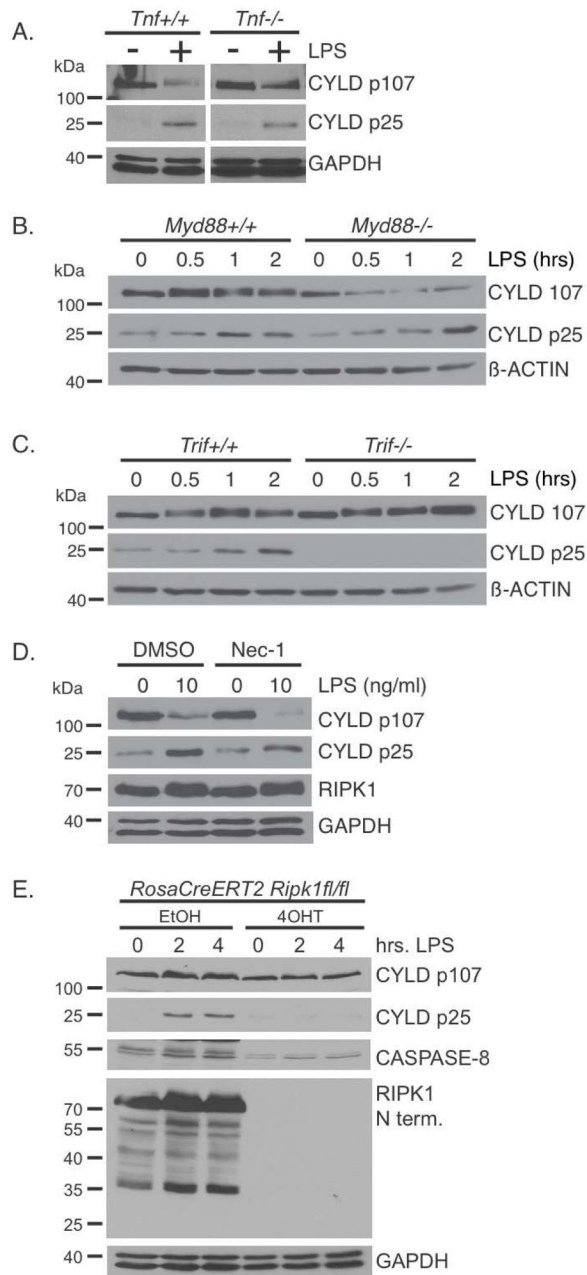 A.
Tnf+/+ Tnf-/-
- + - + LPS
kDa
CYLD p107
100
25 CYLD p25
40 GAPDH
B.
Myd88+/+ Myd88-/-
0 0.5 1 2 0 0.5 1 2 LPS (hrs)
kDa
CYLD 107
100
25 CYLD p25
ß-ACTIN
40
C.
Trif+/+ Trif-/-
0 0.5 1 2 0 0.5 1 2 LPS (hrs)
kDa
CYLD 107
100
25 CYLD p25
ß-ACTIN
40
D.
DMSO Nec-1
0 10 0 10 LPS (ng/ml)
kDa
CYLD p107
100
25 CYLD p25
70 RIPK1
40 GAPDH
E.
RosaCreERT2 Ripk1fl/fl
EtOH 4OHT
0 2 4 0 2 4 hrs. LPS
CYLD p107
100
25 CYLD p25
55 CASPASE-8
RIPK1
70 N term.
55
40
35
25
40 GAPDH